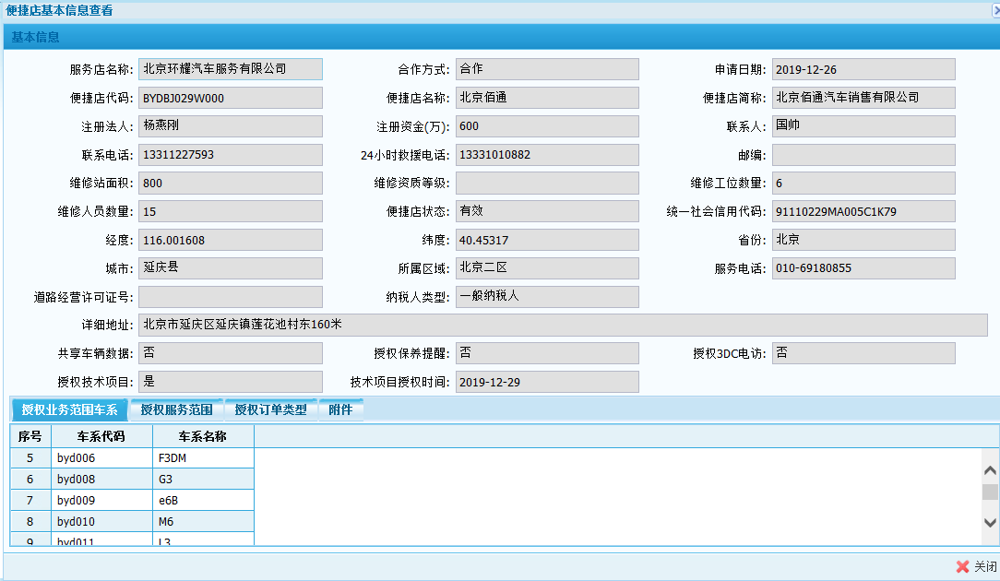 便捷店基本信息查看
基本信息
服务店名称: 北京环耀汽车服务有限公司 合作方式: 合作 申请日期: 2019-12-26
便捷店代码: BYDBJ029W000 便捷店名称: 北京佰通 便捷店简称: 北京佰通汽车销售有限公司
注册法人: 杨燕刚 注册资金(万): 600 联系人: 国帅
联系电话: 13311227593 24小时救援电话: 13331010882 邮编:
维修站面积: 800 维修资质等级: 维修工位数量: 6
维修人员数量: 15 便捷店状态: 有效 统一社会信用代码: 91110229MA005C1K79
经度: 116.001608 纬度: 40.45317 省份: 北京
城市: 延庆县 所属区域: 北京二区 服务电话: 010-69180855
道路经营许可证号: 纳税人类型: 一般纳税人
详细地址: 北京市延庆区延庆镇莲花池村东160米
共享车辆数据: 否 授权保养提醒: 否 授权3DC电访: 否
授权技术项目: 是 技术项目授权时间: 2019-12-29
授权业务范围车系 授权服务范围 授权订单类型 附件
序号 车系代码 车系名称
5 byd006 F3DM
6 byd008 G3
7 byd009 e6B
8 byd010 M6
9 byd011 L3
关闭